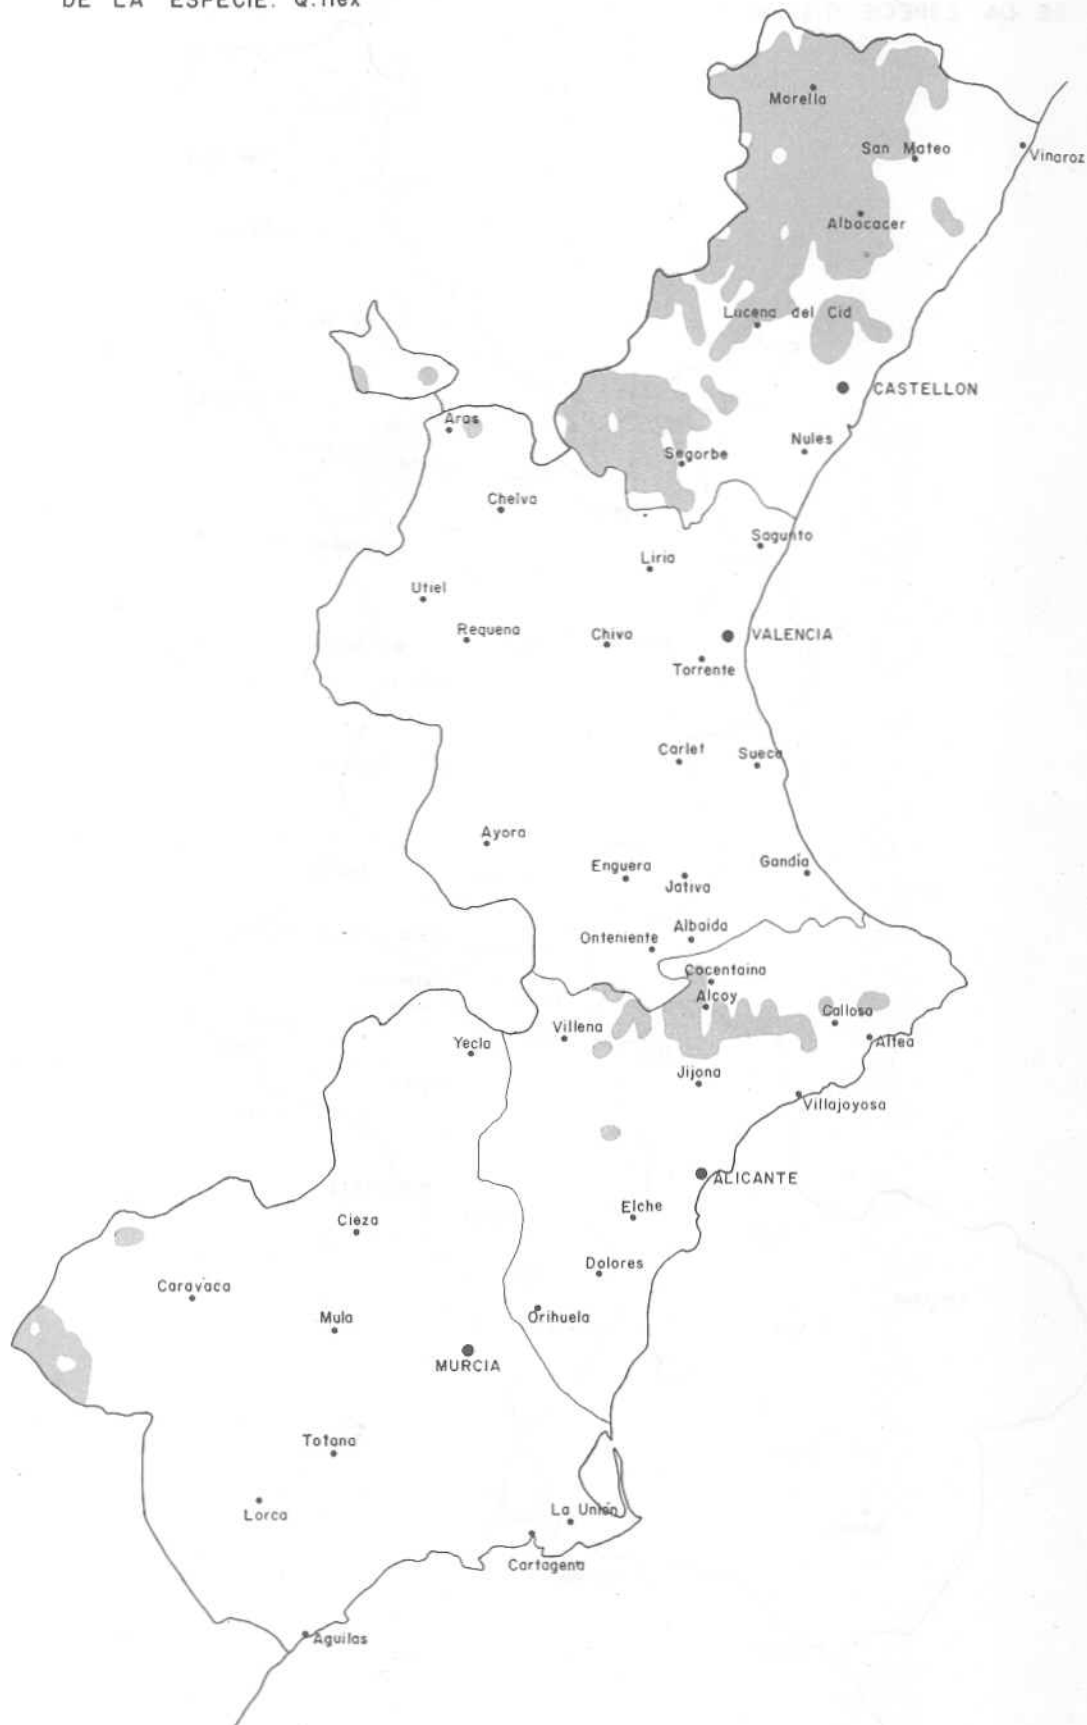 DE LA ESPECIE: Q.ilex
Morella
San Mateo
Vinaroz
Albocacer
Lucena del Cid
CASTELLON
Aras
Nules
Segorbe
Chelva
Sagunto
Liria
Utiel
Requena
Chiva
VALENCIA
Torrente
Carlet
Sueca
Ayora
Enguera
Jativa
Gandía
Albaida
Onteniente
Cocentaina
Alcoy
Callosa
Villena
Altea
Yecla
Jijona
Villajoyosa
ALICANTE
Elche
Cieza
Dolores
Caravaca
Orihuela
Mula
MURCIA
Totana
La Unión
Lorca
Cartagena
Aguilas